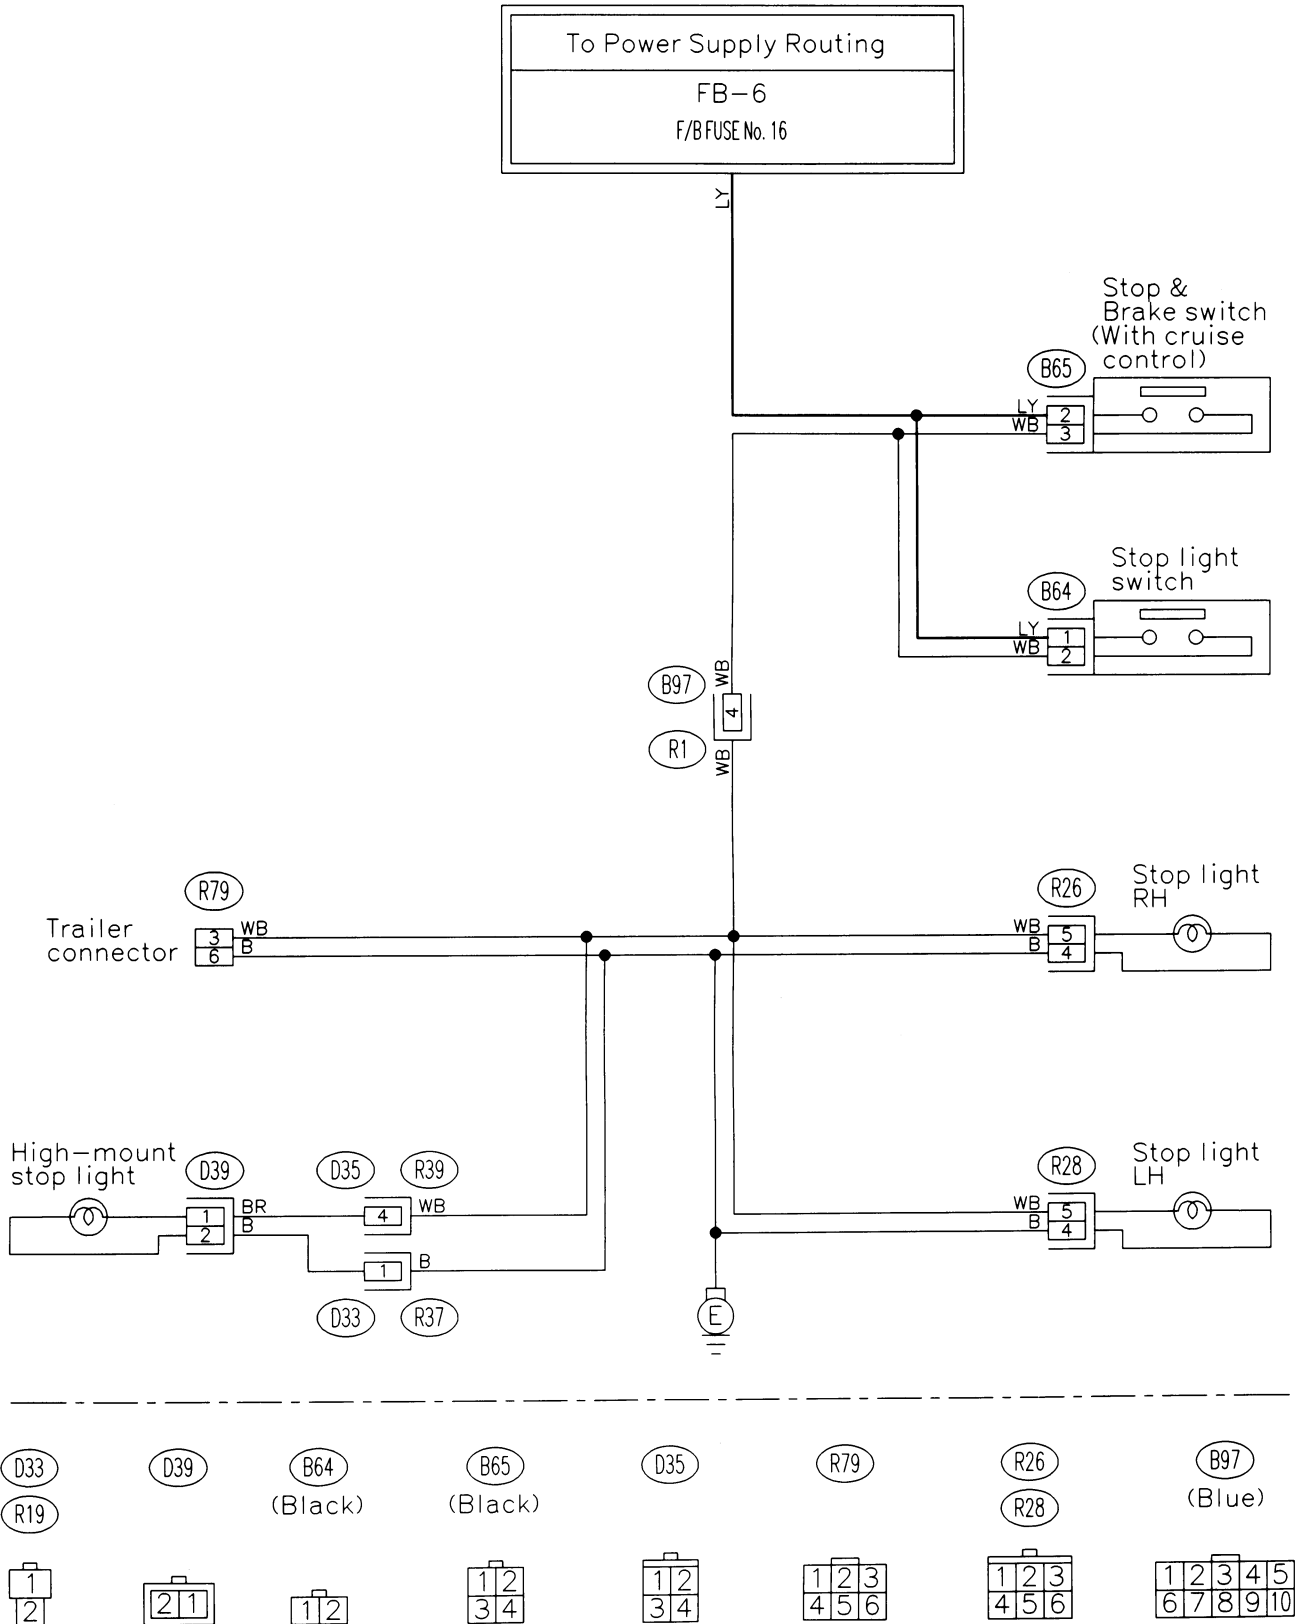 To Power Supply Routing
FB-6
F/B FUSE No. 16
LY
Stop &
Brake switch
(With cruise
control)
B65
LY
WB
2
3
Stop light
switch
B64
LY
WB
1
2
B97
WB
4
R1
WB
R79
Trailer
connector
3
6
WB
B
R26
Stop light
RH
WB
B
5
4
High-mount
stop light
D39
D35
R39
1
2
BR
B
4
WB
1
B
D33
R37
R28
Stop light
LH
WB
B
5
4
E
D33
R19
D39
B64
(Black)
B65
(Black)
D35
R79
R26
R28
B97
(Blue)
1
2
2 1
1 2
1 2
3 4
1 2
3 4
1 2 3
4 5 6
1 2 3
4 5 6
1 2 3 4 5
6 7 8 9 10